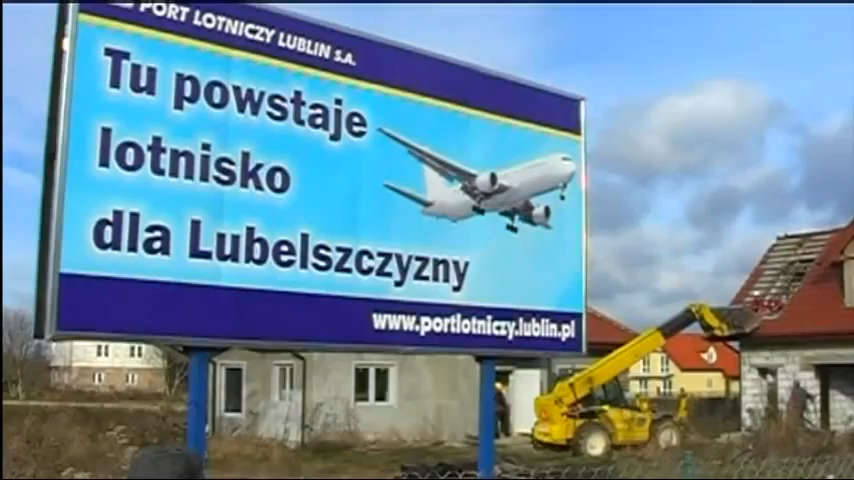 PORT LOTNICZY LUBLIN S.A.
Tu powstaje
lotnisko
dla Lubelszczyzny
www.portlotniczy.lublin.pl